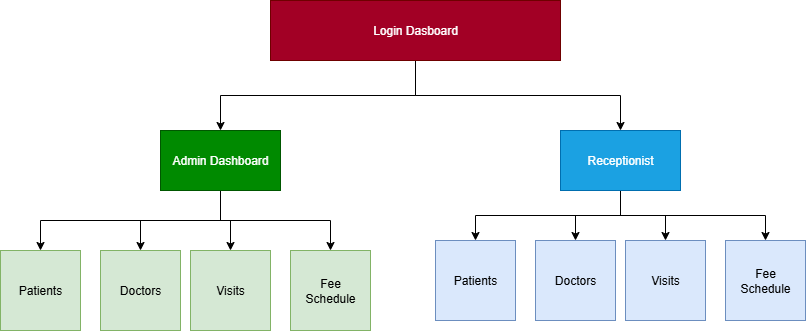 Login Dasboard
Admin Dashboard
Receptionist
Patients
Doctors
Visits
Fee
Schedule
Patients
Doctors
Visits
Fee
Schedule